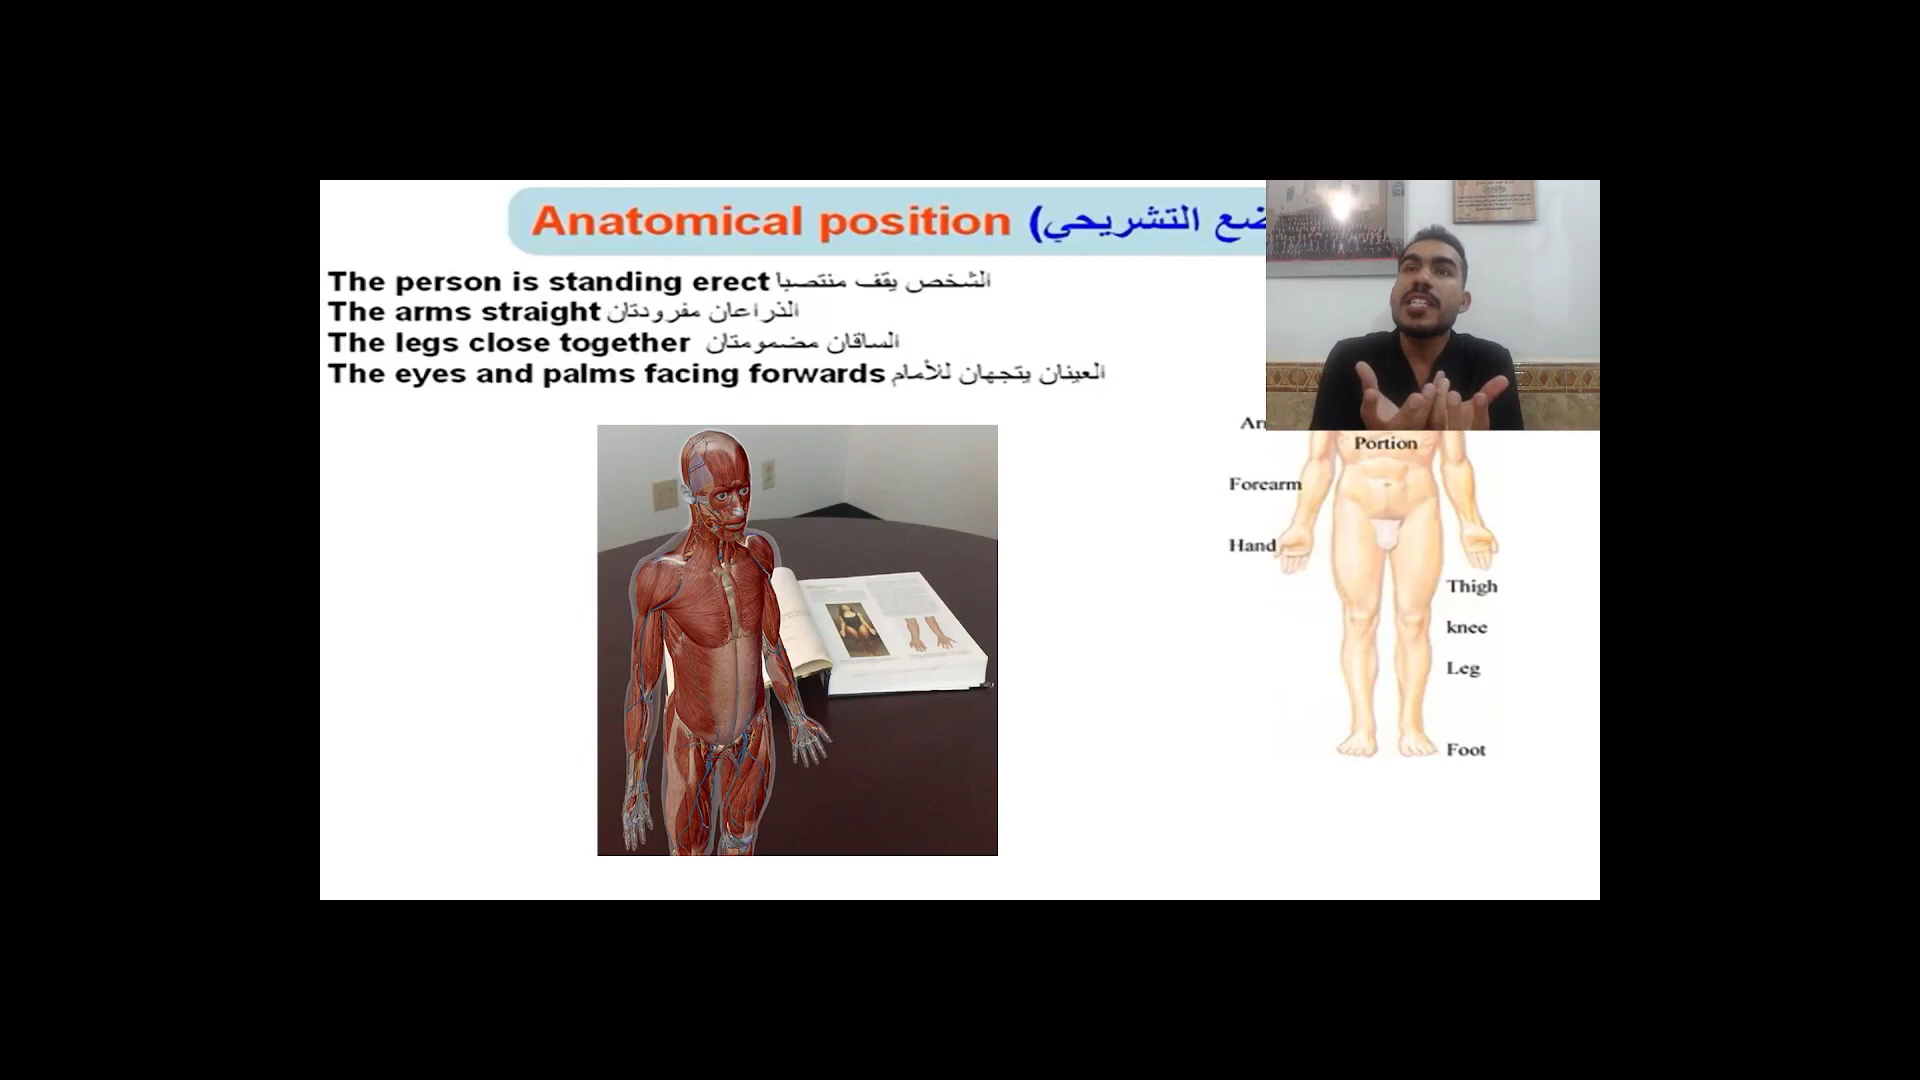 Anatomical position (ضع التشريحي
The person is standing erect الشخص يقف منتصبا
The arms straight الذراعان مفرودتان
The legs close together الساقان مضمومتان
The eyes and palms facing forwards العينان يتجهان للأمام
Portion
Forearm
Hand
Thigh
knee
Leg
Foot